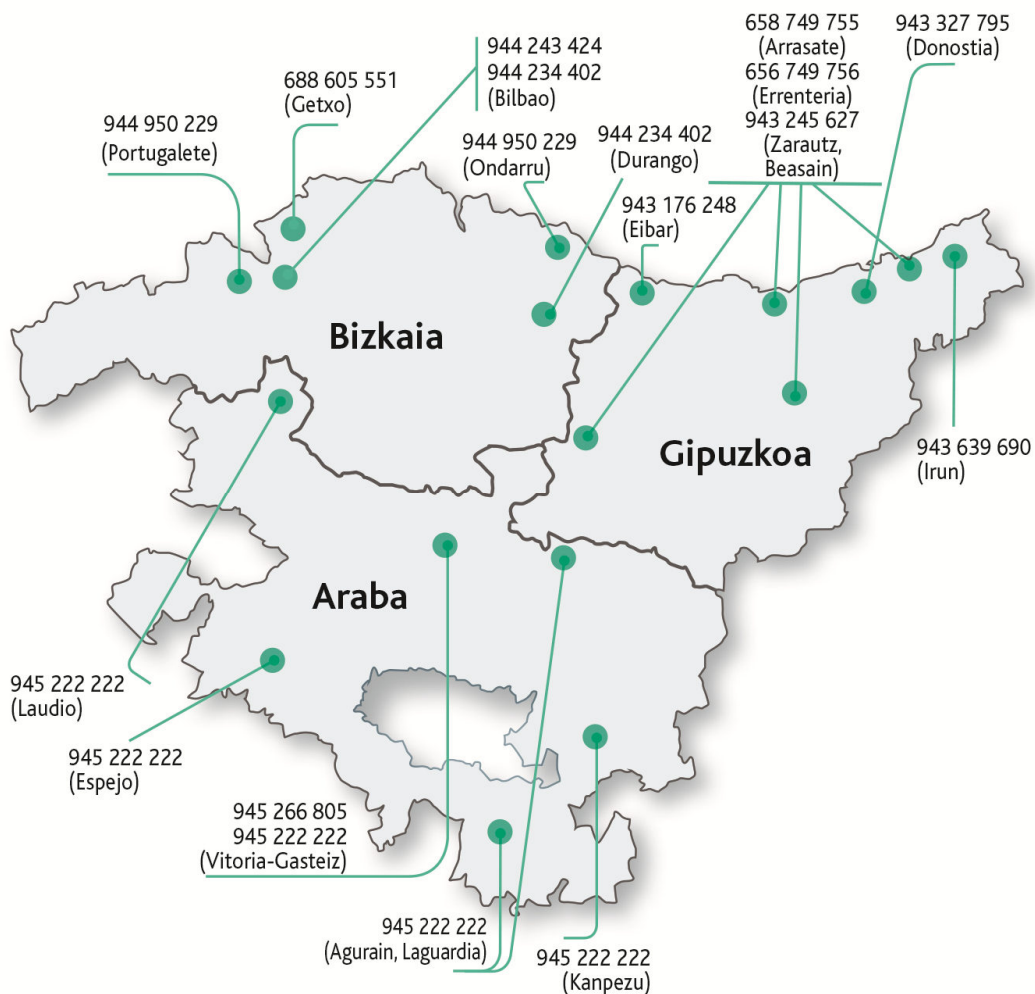 944 243 424
944 234 402
(Bilbao)
688 605 551
(Getxo)
944 950 229
(Portugalete)
944 950 229
(Ondarru)
944 234 402
(Durango)
658 749 755
(Arrasate)
656 749 756
(Errenteria)
943 245 627
(Zarautz,
Beasain)
943 327 795
(Donostia)
943 176 248
(Eibar)
943 639 690
(Irun)
Bizkaia
Gipuzkoa
Araba
945 222 222
(Laudio)
945 222 222
(Espejo)
945 266 805
945 222 222
(Vitoria-Gasteiz)
945 222 222
(Agurain, Laguardia)
945 222 222
(Kanpezu)